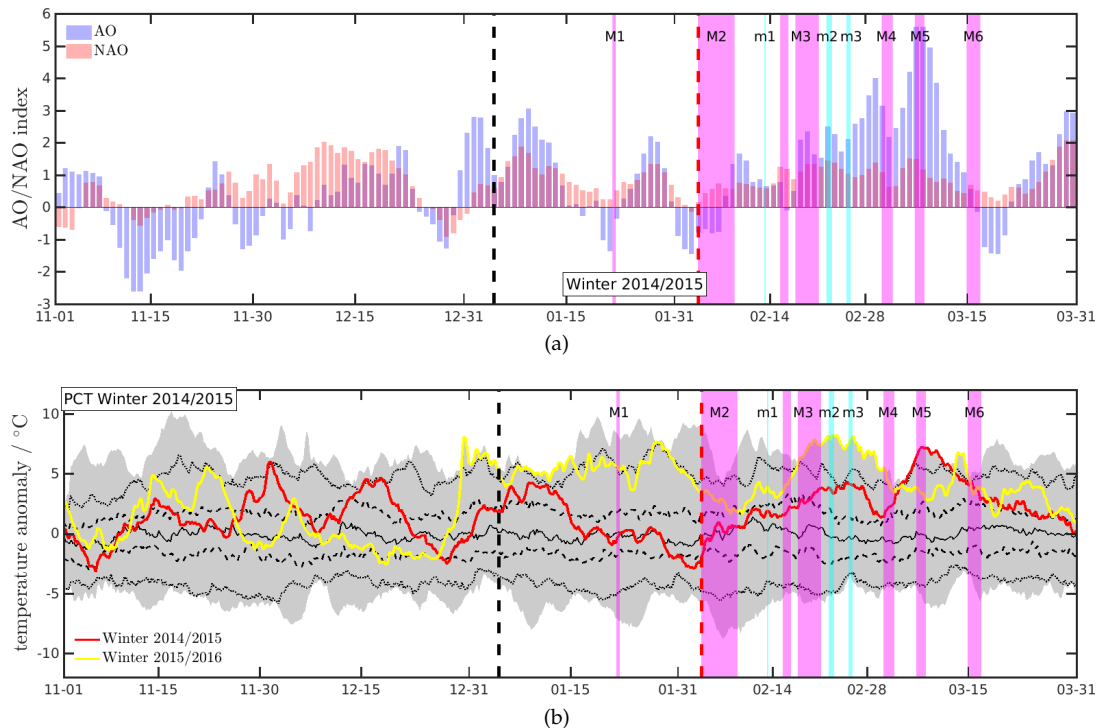 6
5
4
3
2
1
0
-1
-2
-3
AO/NAO index
AO
NAO
M1
M2
m1
M3
m2
m3
M4
M5
M6
Winter 2014/2015
11-01
11-15
11-30
12-15
12-31
01-15
01-31
02-14
02-28
03-15
03-31
(a)
PCT Winter 2014/2015
10
5
0
-5
-10
temperature anomaly / °C
M1
M2
m1
M3
m2
m3
M4
M5
M6
Winter 2014/2015
Winter 2015/2016
11-01
11-15
11-30
12-15
12-31
01-15
01-31
02-14
02-28
03-15
03-31
(b)